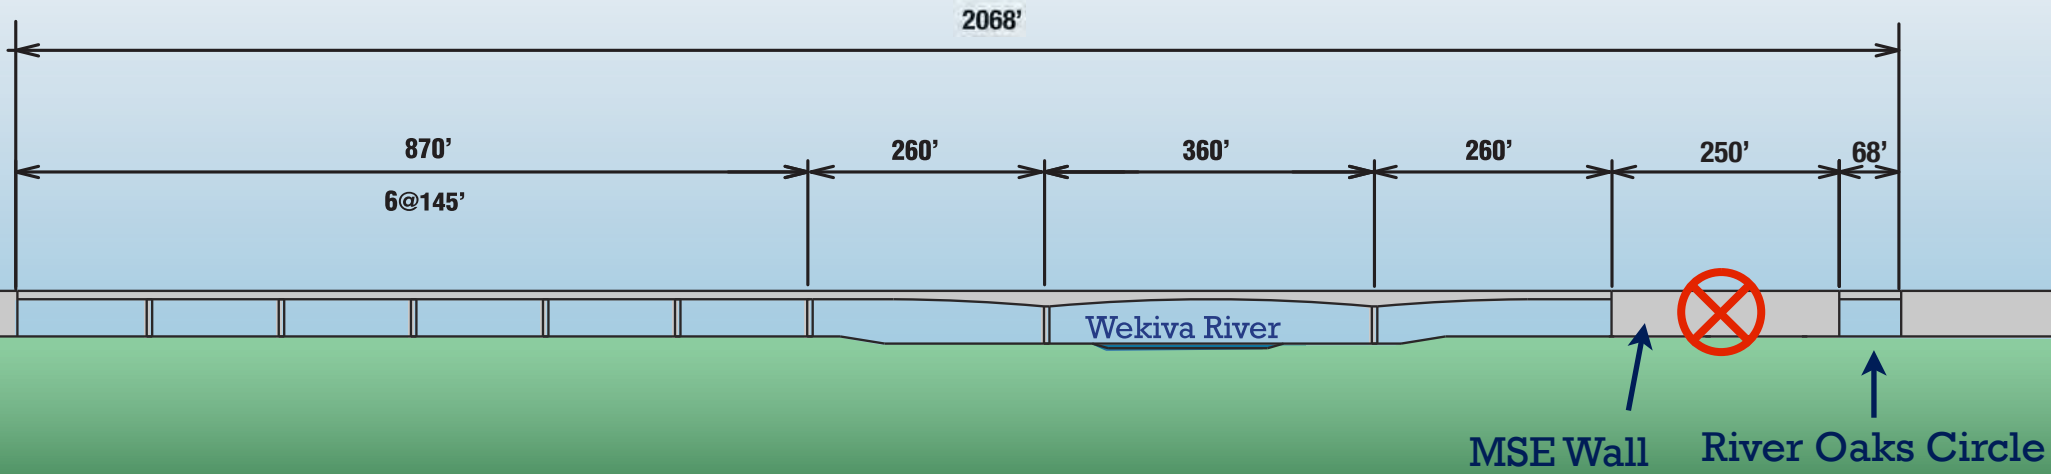 2068’
870’
260’
360’
260’
250’
68’
6@145’
Wekiva River
MSE Wall
River Oaks Circle